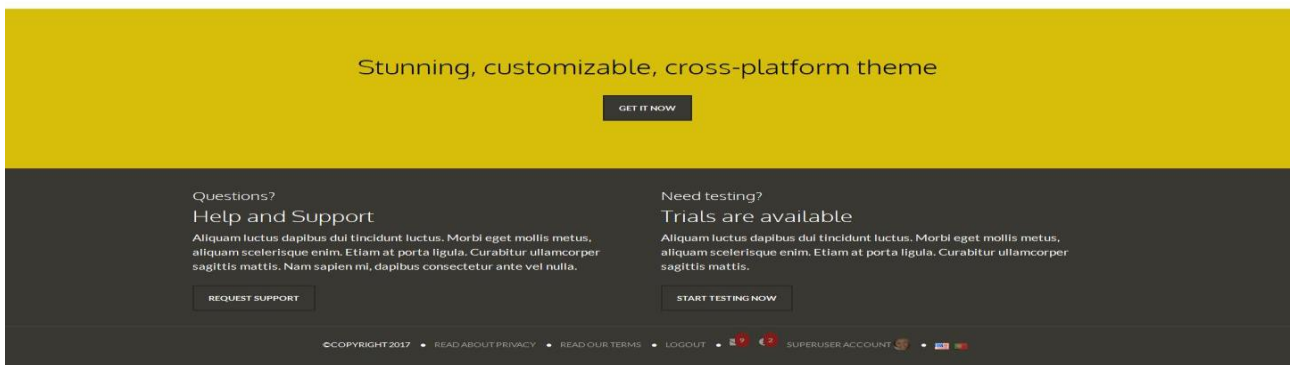 Stunning, customizable, cross-platform theme
GET IT NOW
Questions?
Help and Support
Aliquam luctus dapibus dui tincidunt luctus. Morbi eget mollis metus,
aliquam scelerisque enim. Etiam at porta ligula. Curabitur ullamcorper
sagittis mattis. Nam sapien mi, dapibus consectetur ante vel nulla.
REQUEST SUPPORT
Need testing?
Trials are available
Aliquam luctus dapibus dui tincidunt luctus. Morbi eget mollis metus,
aliquam scelerisque enim. Etiam at porta ligula. Curabitur ullamcorper
sagittis mattis.
START TESTING NOW
©COPYRIGHT 2017 • READ ABOUT PRIVACY • READ OUR TERMS • LOGOUT • 9 2 SUPERUSER ACCOUNT •